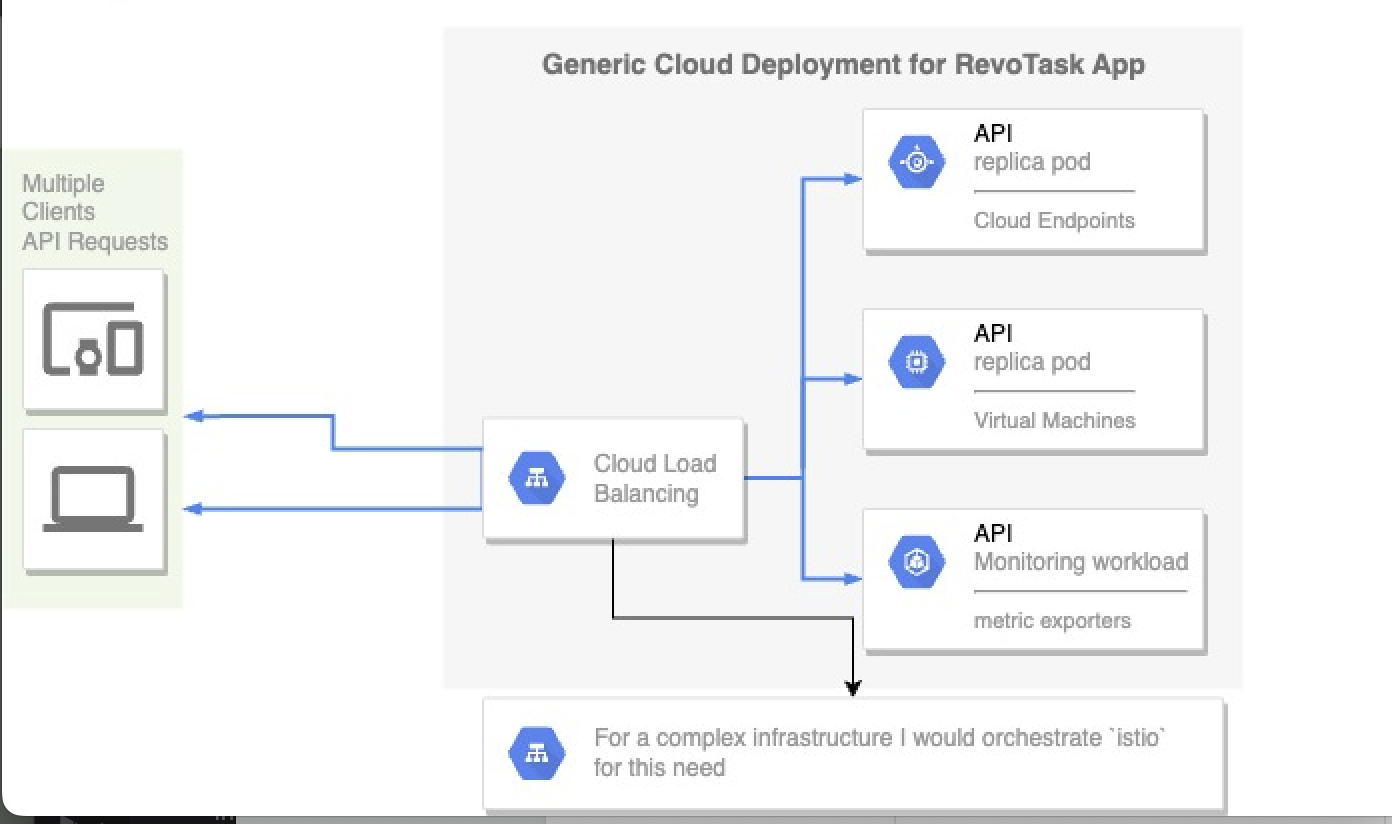 Generic Cloud Deployment for RevoTask App
Multiple
Clients
API Requests
Cloud Load
Balancing
API
replica pod
Cloud Endpoints
API
replica pod
Virtual Machines
API
Monitoring workload
metric exporters
For a complex infrastructure I would orchestrate `istio`
for this need